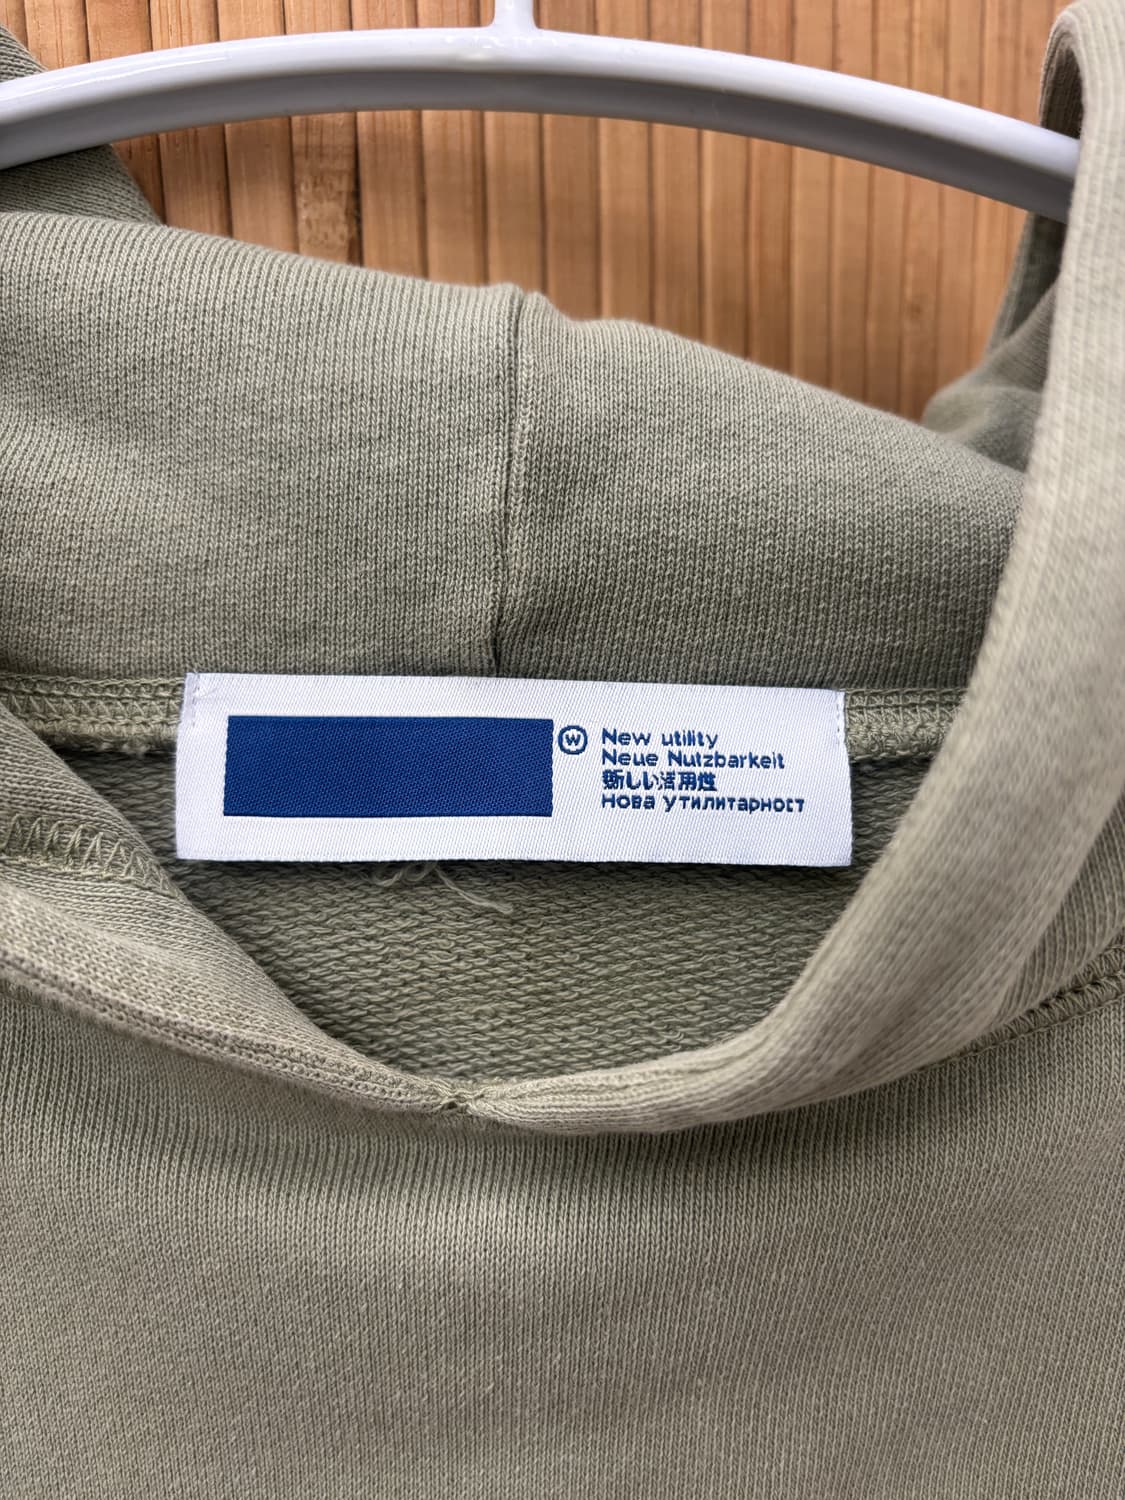 Ⓦ New utility
Neue Nutzbarkeit
新しい活用性
Нова утилитарност